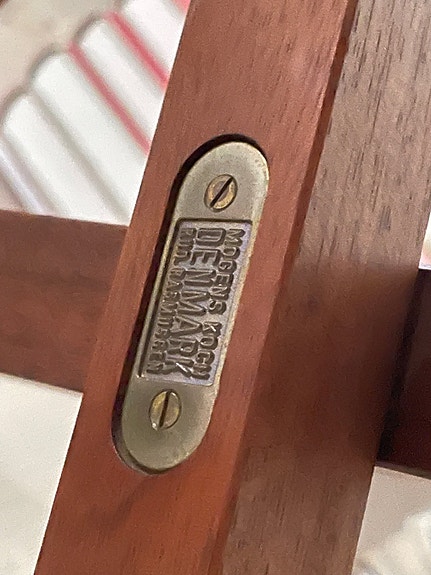 MOGENS KOCH
DENMARK
RUD. RASMUSSEN